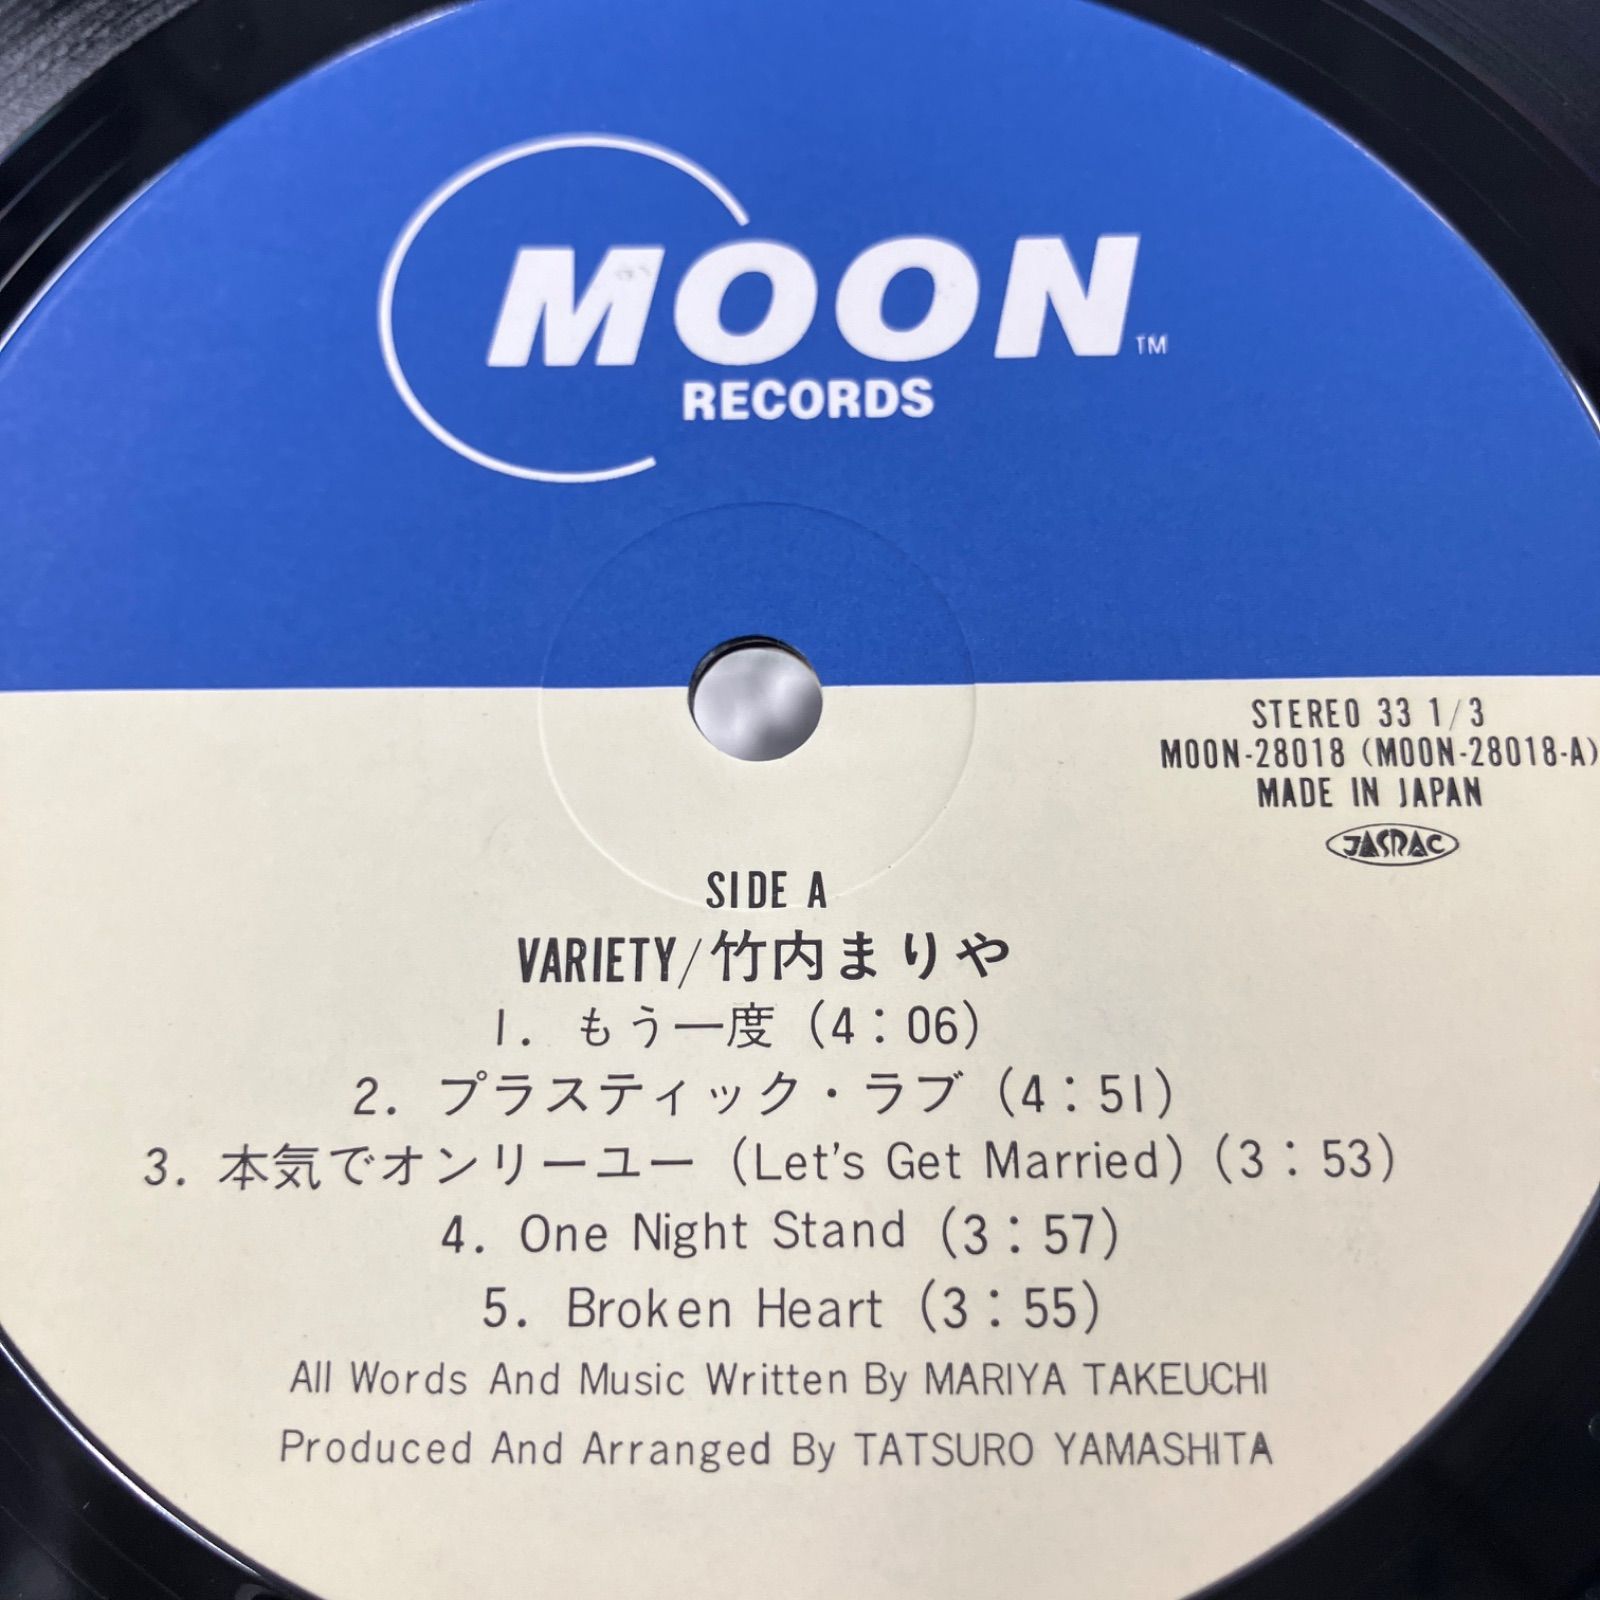 MOON™
RECORDS
STEREO 33 1/3
MOON-28018 (MOON-28018-A)
MADE IN JAPAN
JASRAC
SIDE A
VARIETY/竹内まりや
1. もう一度 (4:06)
2. プラスティック・ラブ (4:51)
3. 本気でオンリーユー (Let's Get Married) (3:53)
4. One Night Stand (3:57)
5. Broken Heart (3:55)
All Words And Music Written By MARIYA TAKEUCHI
Produced And Arranged By TATSURO YAMASHITA